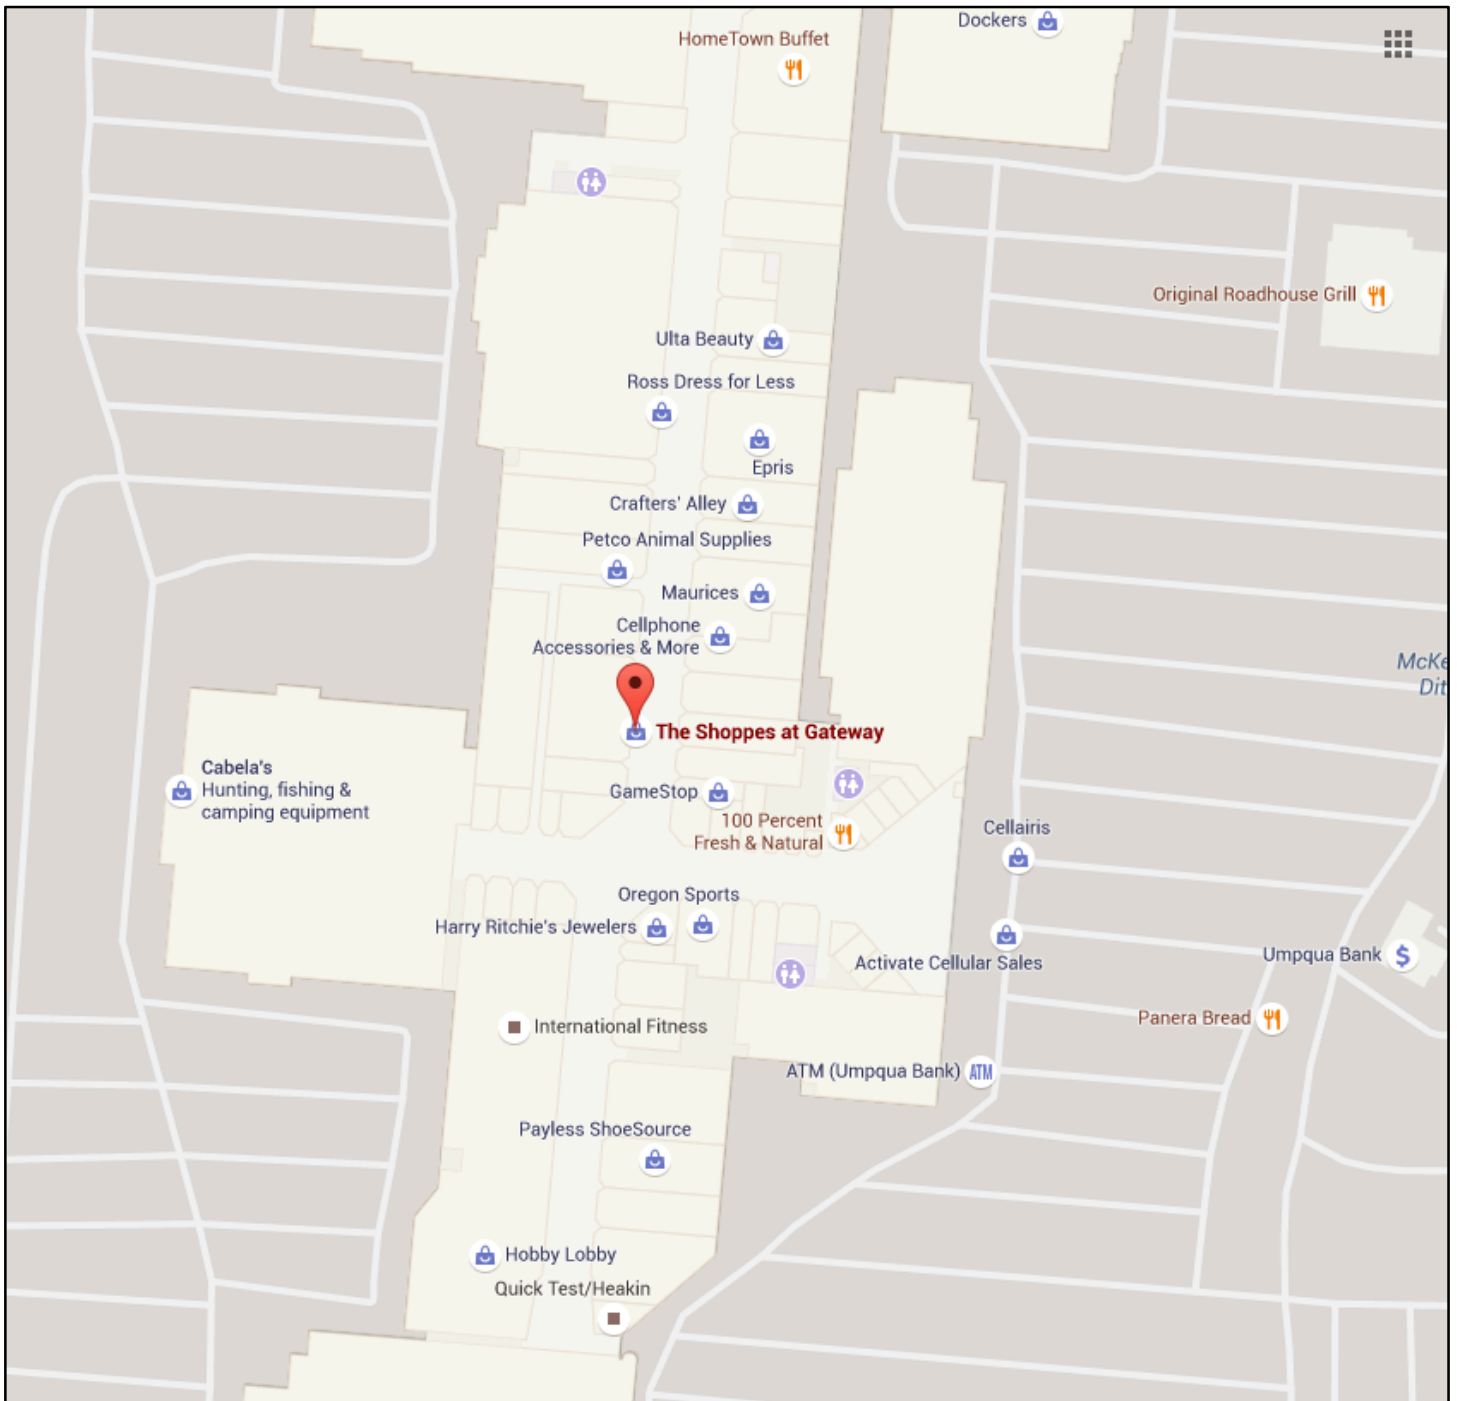 Dockers
HomeTown Buffet
Original Roadhouse Grill
Ulta Beauty
Ross Dress for Less
Epris
Crafters' Alley
Petco Animal Supplies
Maurices
Cellphone
Accessories & More
McKe
Dit
The Shoppes at Gateway
Cabela's
Hunting, fishing &
camping equipment
GameStop
100 Percent
Fresh & Natural
Cellairis
Oregon Sports
Harry Ritchie's Jewelers
Activate Cellular Sales
Umpqua Bank
$
Panera Bread
International Fitness
ATM (Umpqua Bank) ATM
Payless ShoeSource
Hobby Lobby
Quick Test/Heakin